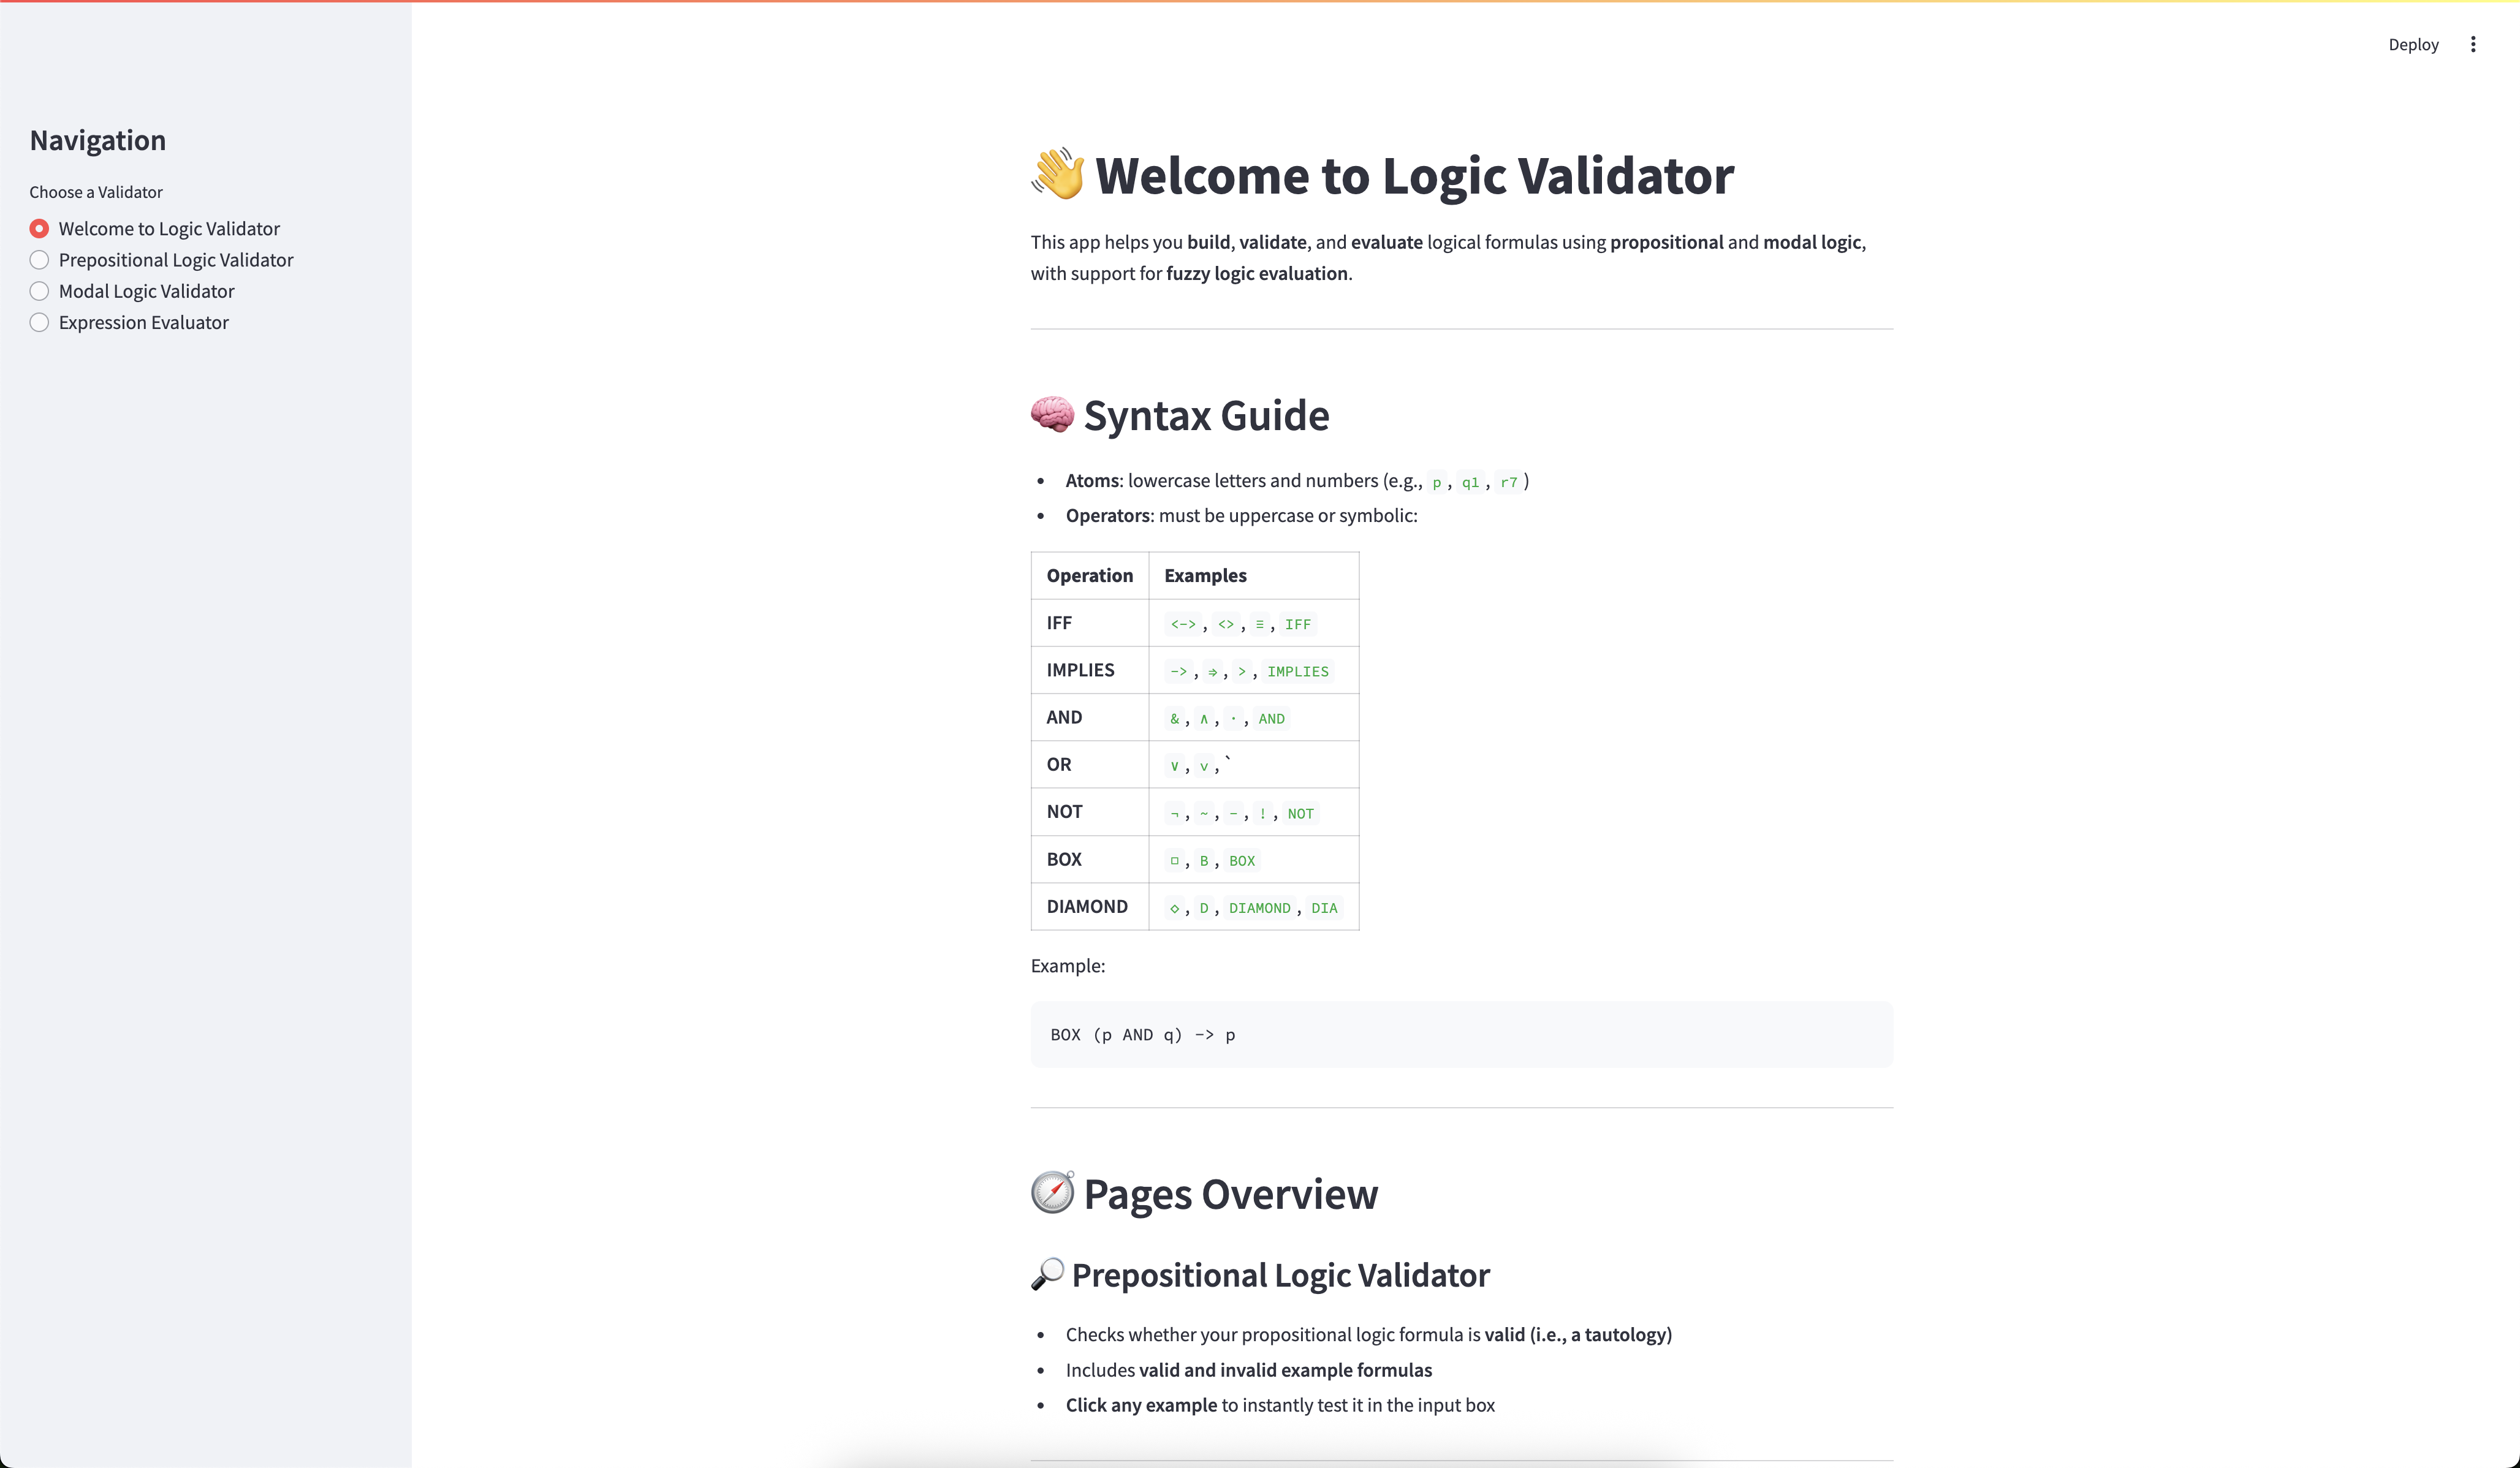 Deploy
Navigation
Choose a Validator
Welcome to Logic Validator
Prepositional Logic Validator
Modal Logic Validator
Expression Evaluator
👋 Welcome to Logic Validator
This app helps you build, validate, and evaluate logical formulas using propositional and modal logic,
with support for fuzzy logic evaluation.
🧠 Syntax Guide
• Atoms: lowercase letters and numbers (e.g., p , q1 , r7 )
• Operators: must be uppercase or symbolic:
Operation Examples
IFF <-> , <> , ≡ , IFF
IMPLIES -> , ⇒ , > , IMPLIES
AND & , ∧ , · , AND
OR ∨ , v , `
NOT ¬ , ~ , − , ! , NOT
BOX □ , B , BOX
DIAMOND ◇ , D , DIAMOND , DIA
Example:
BOX (p AND q) -> p
🧭 Pages Overview
🔎 Prepositional Logic Validator
• Checks whether your propositional logic formula is valid (i.e., a tautology)
• Includes valid and invalid example formulas
• Click any example to instantly test it in the input box